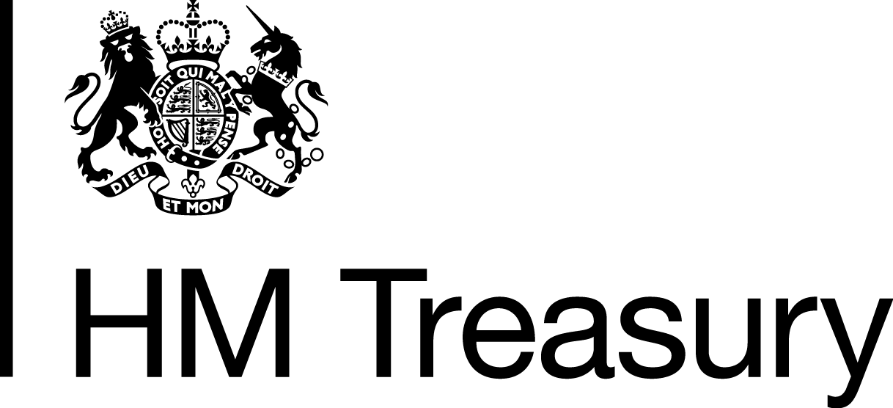 HONI SOIT QUI MAL Y PENSE
DIEU ET MON DROIT
HM Treasury